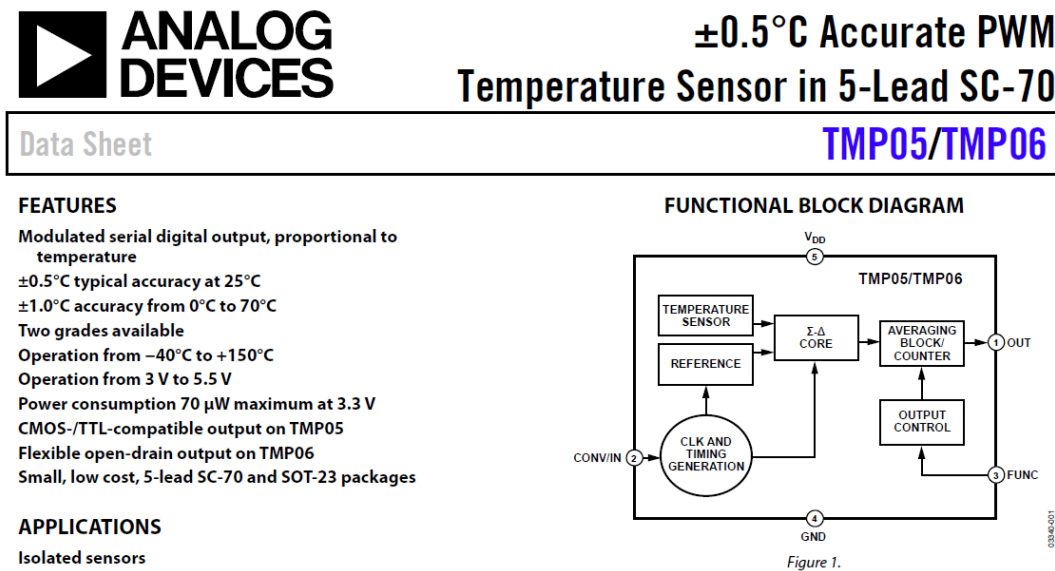 ANALOG
DEVICES
±0.5°C Accurate PWM
Temperature Sensor in 5-Lead SC-70
Data Sheet
TMP05/TMP06
FEATURES
Modulated serial digital output, proportional to
temperature
±0.5°C typical accuracy at 25°C
±1.0°C accuracy from 0°C to 70°C
Two grades available
Operation from −40°C to +150°C
Operation from 3 V to 5.5 V
Power consumption 70 μW maximum at 3.3 V
CMOS-/TTL-compatible output on TMP05
Flexible open-drain output on TMP06
Small, low cost, 5-lead SC-70 and SOT-23 packages
APPLICATIONS
Isolated sensors
FUNCTIONAL BLOCK DIAGRAM
VDD
5
TMP05/TMP06
TEMPERATURE
SENSOR
Σ-Δ
CORE
AVERAGING
BLOCK/
COUNTER
1 OUT
REFERENCE
OUTPUT
CONTROL
CLK AND
TIMING
GENERATION
CONV/IN 2
3 FUNC
4
GND
03340-001
Figure 1.